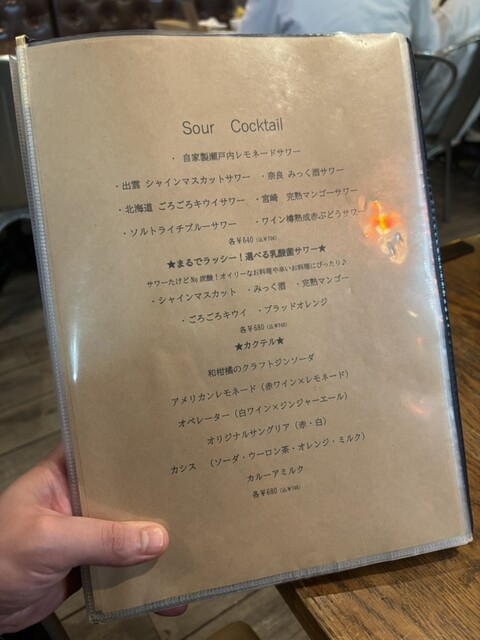 Sour Cocktail
・ 自家製瀬戸内レモネードサワー
・出雲 シャインマスカットサワー ・奈良 みっく酒サワー
・北海道 ごろごろキウイサワー ・宮崎 完熟マンゴーサワー
・ソルトライチブルーサワー ・ワイン樽熟成赤ぶどうサワー
各¥640 (込¥704)
★まるでラッシー！選べる乳酸菌サワー★
サワーだけどNo炭酸！オイリーなお料理や辛いお料理にぴったり♪
・シャインマスカット ・みっく酒 ・完熟マンゴー
・ごろごろキウイ ・ブラッドオレンジ
各¥680 (込¥748)
★カクテル★
和柑橘のクラフトジンソーダ
アメリカンレモネード（赤ワイン×レモネード）
オペレーター（白ワイン×ジンジャーエール）
オリジナルサングリア（赤・白）
カシス （ソーダ・ウーロン茶・オレンジ・ミルク）
カルーアミルク
各¥680 (込¥748)